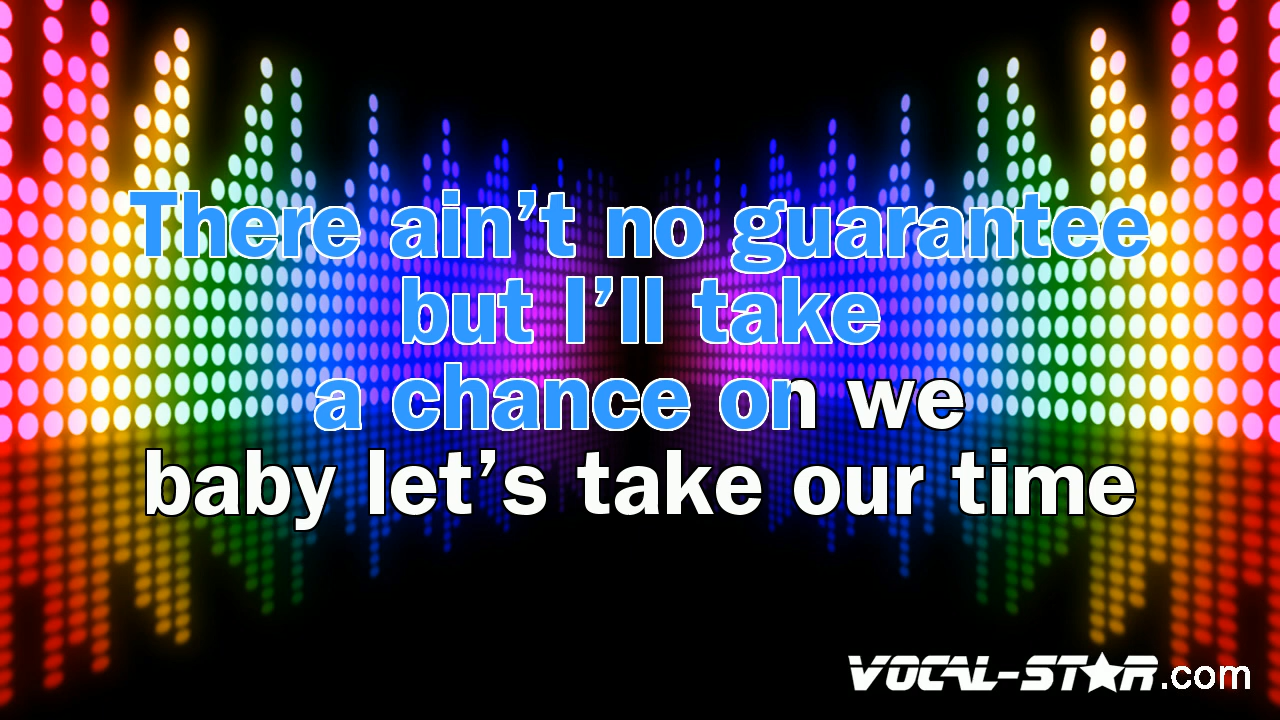 There ain't no guarantee
but I'll take
a chance on we
baby let's take our time
VOCAL-STAR.com